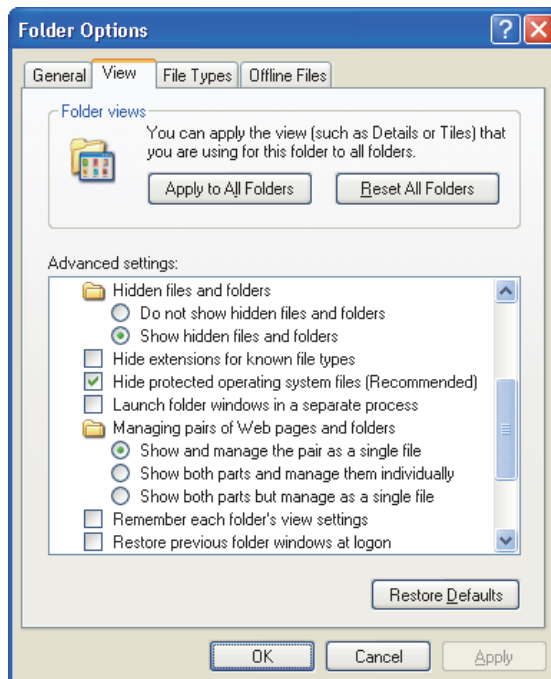 Folder Options
General View File Types Offline Files
Folder views
You can apply the view (such as Details or Tiles) that
you are using for this folder to all folders.
Apply to All Folders Reset All Folders
Advanced settings:
Hidden files and folders
Do not show hidden files and folders
Show hidden files and folders
Hide extensions for known file types
Hide protected operating system files (Recommended)
Launch folder windows in a separate process
Managing pairs of Web pages and folders
Show and manage the pair as a single file
Show both parts and manage them individually
Show both parts but manage as a single file
Remember each folder's view settings
Restore previous folder windows at logon
Restore Defaults
OK Cancel Apply